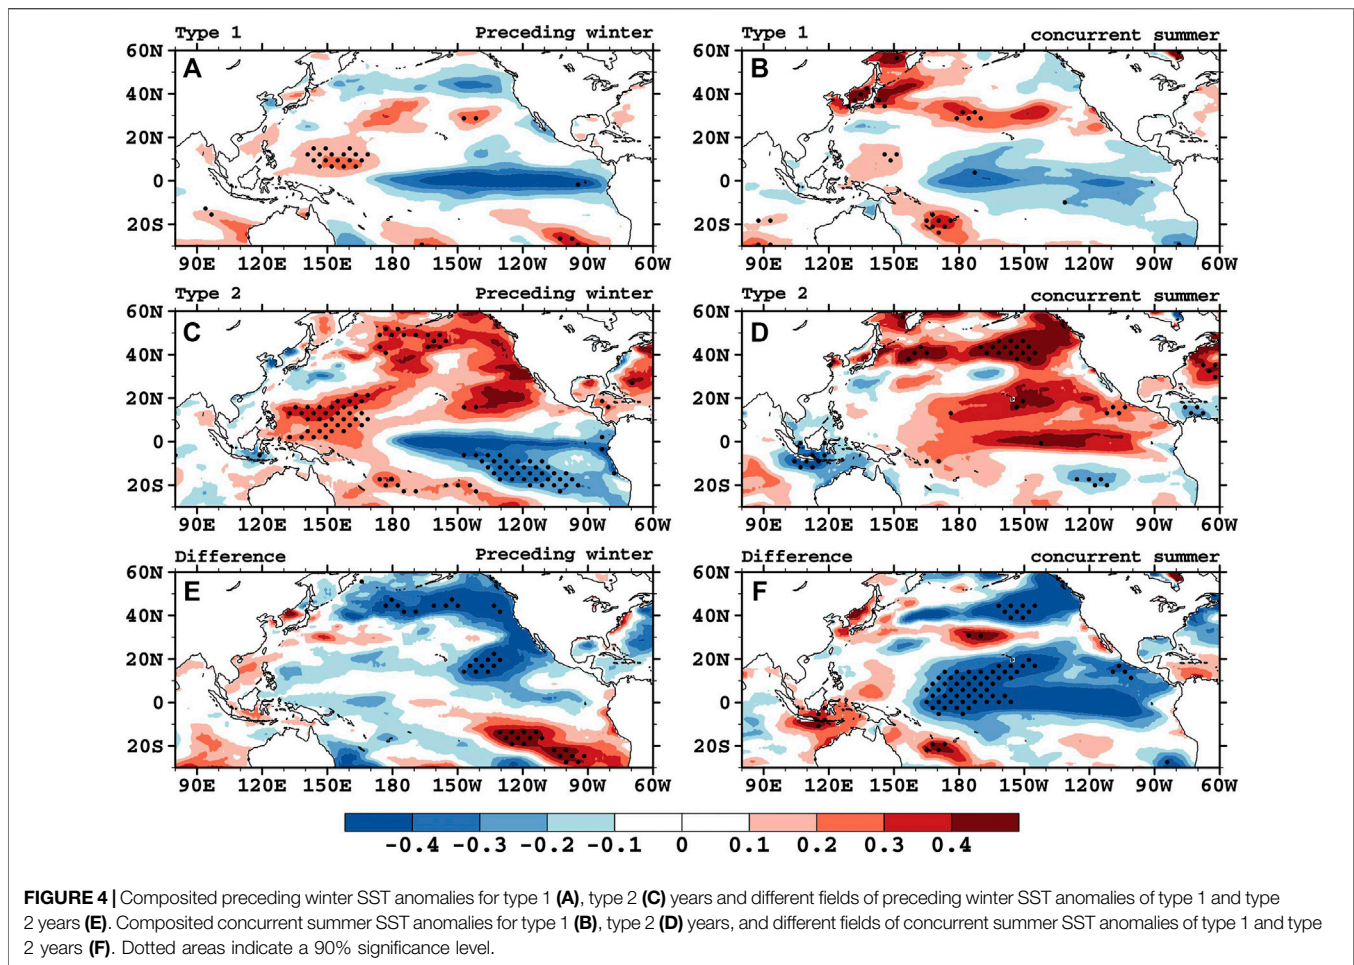 Type 1 Preceding winter
A
60N
40N
20N
0
20S
90E 120E 150E 180 150W 120W 90W 60W
Type 1 concurrent summer
B
60N
40N
20N
0
20S
90E 120E 150E 180 150W 120W 90W 60W
Type 2 Preceding winter
C
60N
40N
20N
0
20S
90E 120E 150E 180 150W 120W 90W 60W
Type 2 concurrent summer
D
60N
40N
20N
0
20S
90E 120E 150E 180 150W 120W 90W 60W
Difference Preceding winter
E
60N
40N
20N
0
20S
90E 120E 150E 180 150W 120W 90W 60W
Difference concurrent summer
F
60N
40N
20N
0
20S
90E 120E 150E 180 150W 120W 90W 60W
-0.4 -0.3 -0.2 -0.1 0 0.1 0.2 0.3 0.4
FIGURE 4 | Composited preceding winter SST anomalies for type 1 (A), type 2 (C) years and different fields of preceding winter SST anomalies of type 1 and type
2 years (E). Composited concurrent summer SST anomalies for type 1 (B), type 2 (D) years, and different fields of concurrent summer SST anomalies of type 1 and type
2 years (F). Dotted areas indicate a 90% significance level.